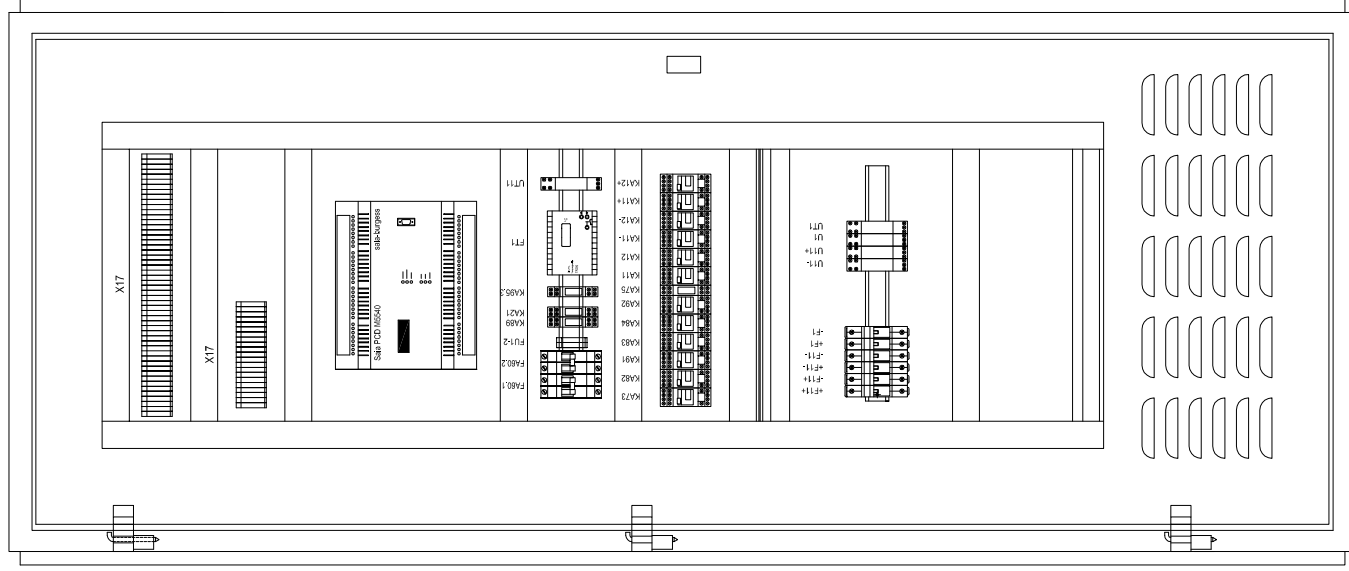 X17
X17
Saia PCD M5540
saia-burgess
UT11
FT1
KA95.3
KA21
KA89
FU1-2
FA60.2
FA60.1
KA12+
KA11+
KA12-
KA11-
KA12
KA11
KA75
KA92
KA84
KA83
KA91
KA82
KA73
UT1
U1
U11+
U11-
-F1
+F1
-F11-
+F11-
-F11+
+F11+